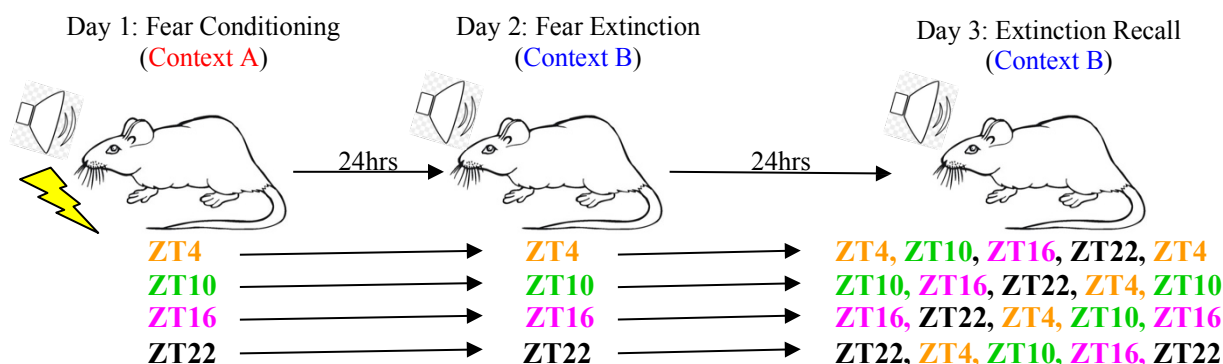 Day 1: Fear Conditioning
(Context A)
Day 2: Fear Extinction
(Context B)
Day 3: Extinction Recall
(Context B)
24hrs
24hrs
ZT4 ZT4 ZT4, ZT10, ZT16, ZT22, ZT4
ZT10 ZT10 ZT10, ZT16, ZT22, ZT4, ZT10
ZT16 ZT16 ZT16, ZT22, ZT4, ZT10, ZT16
ZT22 ZT22 ZT22, ZT4, ZT10, ZT16, ZT22